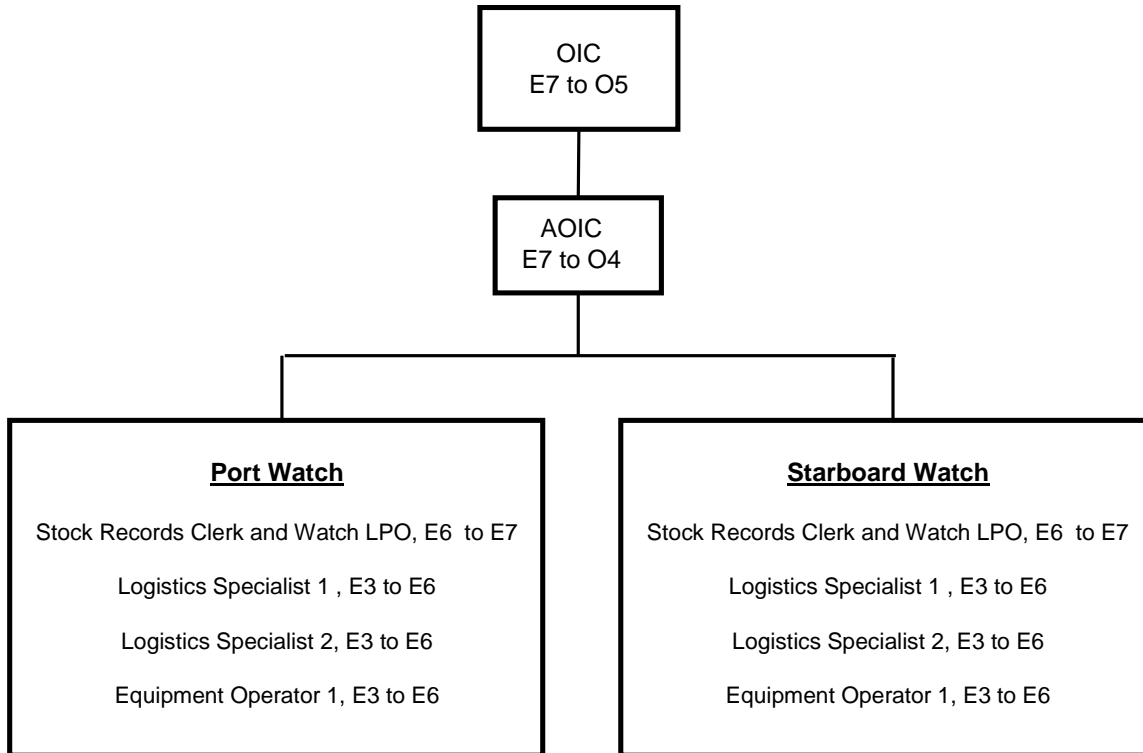 OIC
E7 to O5
AOIC
E7 to O4
Port Watch
Stock Records Clerk and Watch LPO, E6  to E7
Logistics Specialist 1 , E3 to E6
Logistics Specialist 2, E3 to E6
Equipment Operator 1, E3 to E6
Starboard Watch
Stock Records Clerk and Watch LPO, E6  to E7
Logistics Specialist 1 , E3 to E6
Logistics Specialist 2, E3 to E6
Equipment Operator 1, E3 to E6